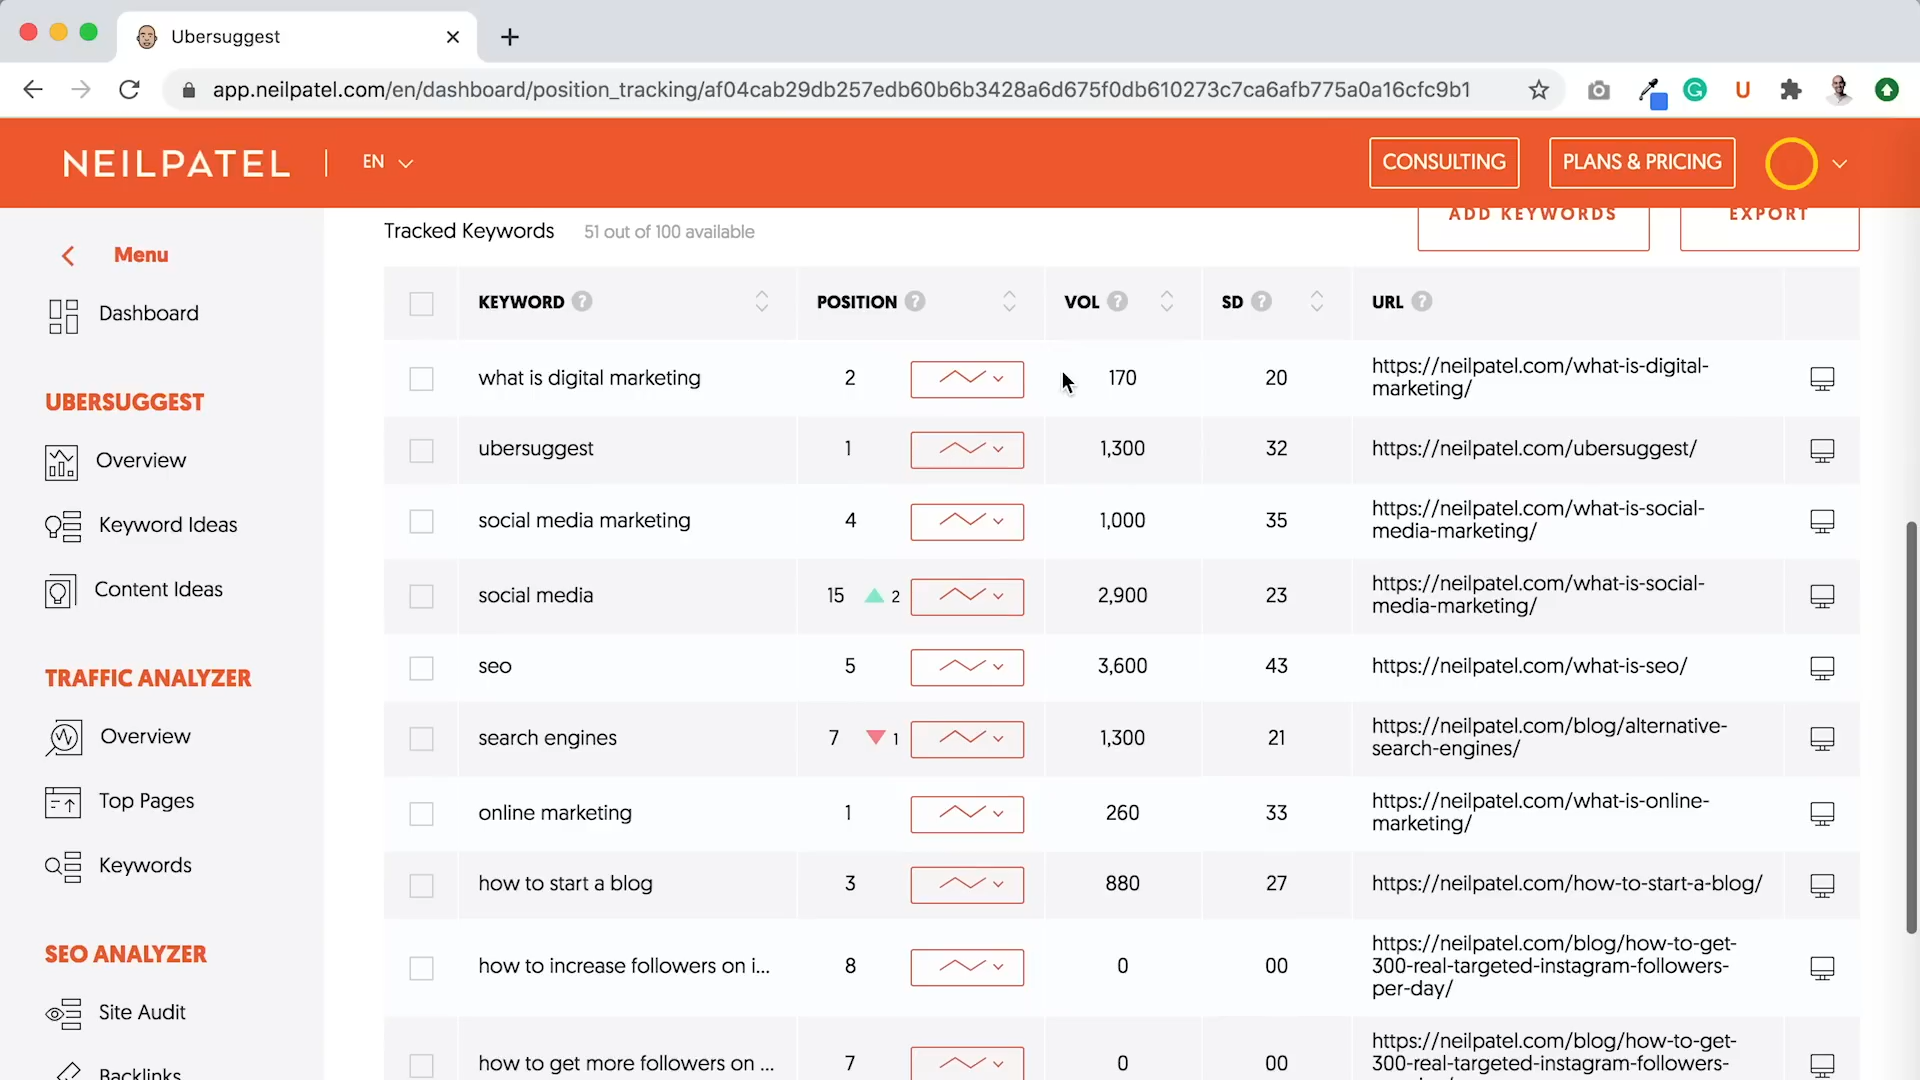 Ubersuggest
app.neilpatel.com/en/dashboard/position_tracking/af04cab29db257edb60b6b3428a6d675f0db610273c7ca6afb775a0a16cfc9b1
NEILPATEL
EN
CONSULTING
PLANS & PRICING
Menu
Dashboard
UBERSUGGEST
Overview
Keyword Ideas
Content Ideas
TRAFFIC ANALYZER
Overview
Top Pages
Keywords
SEO ANALYZER
Site Audit
Backlinks
Tracked Keywords 51 out of 100 available
ADD KEYWORDS
EXPORT
KEYWORD ? POSITION ? VOL ? SD ? URL ?
what is digital marketing 2 170 20 https://neilpatel.com/what-is-digital-
marketing/
ubersuggest 1 1,300 32 https://neilpatel.com/ubersuggest/
social media marketing 4 1,000 35 https://neilpatel.com/what-is-social-
media-marketing/
social media 15 2 2,900 23 https://neilpatel.com/what-is-social-
media-marketing/
seo 5 3,600 43 https://neilpatel.com/what-is-seo/
search engines 7 1 1,300 21 https://neilpatel.com/blog/alternative-
search-engines/
online marketing 1 260 33 https://neilpatel.com/what-is-online-
marketing/
how to start a blog 3 880 27 https://neilpatel.com/how-to-start-a-blog/
how to increase followers on i... 8 0 00 https://neilpatel.com/blog/how-to-get-
300-real-targeted-instagram-followers-
per-day/
how to get more followers on ... 7 0 00 https://neilpatel.com/blog/how-to-get-
300-real-targeted-instagram-followers-